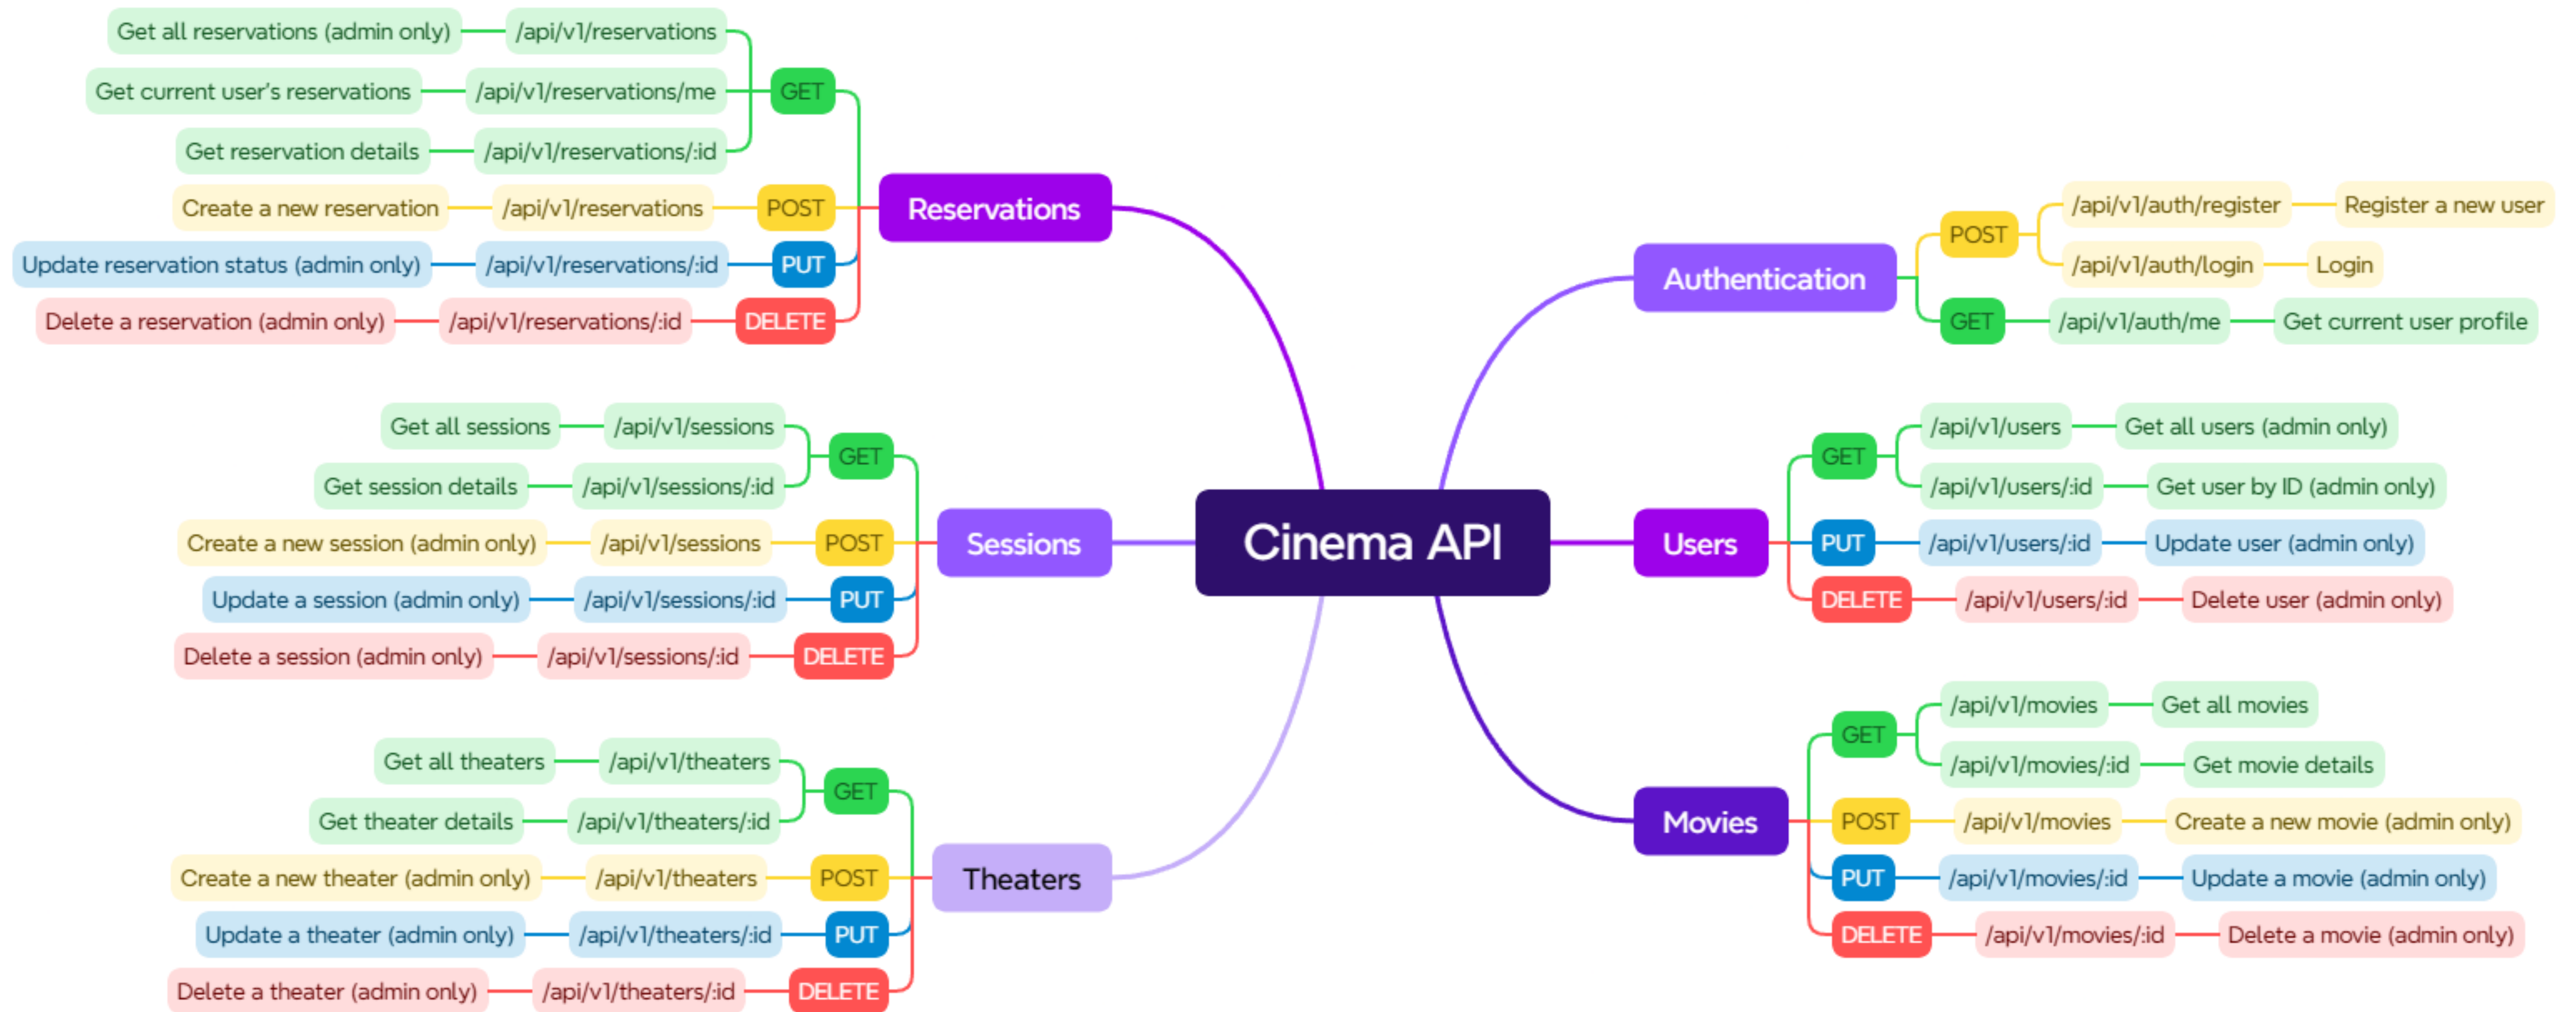 Cinema API
Reservations
GET
/api/v1/reservations
Get all reservations (admin only)
/api/v1/reservations/me
Get current user's reservations
/api/v1/reservations/:id
Get reservation details
POST
/api/v1/reservations
Create a new reservation
PUT
/api/v1/reservations/:id
Update reservation status (admin only)
DELETE
/api/v1/reservations/:id
Delete a reservation (admin only)
Sessions
GET
/api/v1/sessions
Get all sessions
/api/v1/sessions/:id
Get session details
POST
/api/v1/sessions
Create a new session (admin only)
PUT
/api/v1/sessions/:id
Update a session (admin only)
DELETE
/api/v1/sessions/:id
Delete a session (admin only)
Theaters
GET
/api/v1/theaters
Get all theaters
/api/v1/theaters/:id
Get theater details
POST
/api/v1/theaters
Create a new theater (admin only)
PUT
/api/v1/theaters/:id
Update a theater (admin only)
DELETE
/api/v1/theaters/:id
Delete a theater (admin only)
Authentication
POST
/api/v1/auth/register
Register a new user
/api/v1/auth/login
Login
GET
/api/v1/auth/me
Get current user profile
Users
GET
/api/v1/users
Get all users (admin only)
/api/v1/users/:id
Get user by ID (admin only)
PUT
/api/v1/users/:id
Update user (admin only)
DELETE
/api/v1/users/:id
Delete user (admin only)
Movies
GET
/api/v1/movies
Get all movies
/api/v1/movies/:id
Get movie details
POST
/api/v1/movies
Create a new movie (admin only)
PUT
/api/v1/movies/:id
Update a movie (admin only)
DELETE
/api/v1/movies/:id
Delete a movie (admin only)